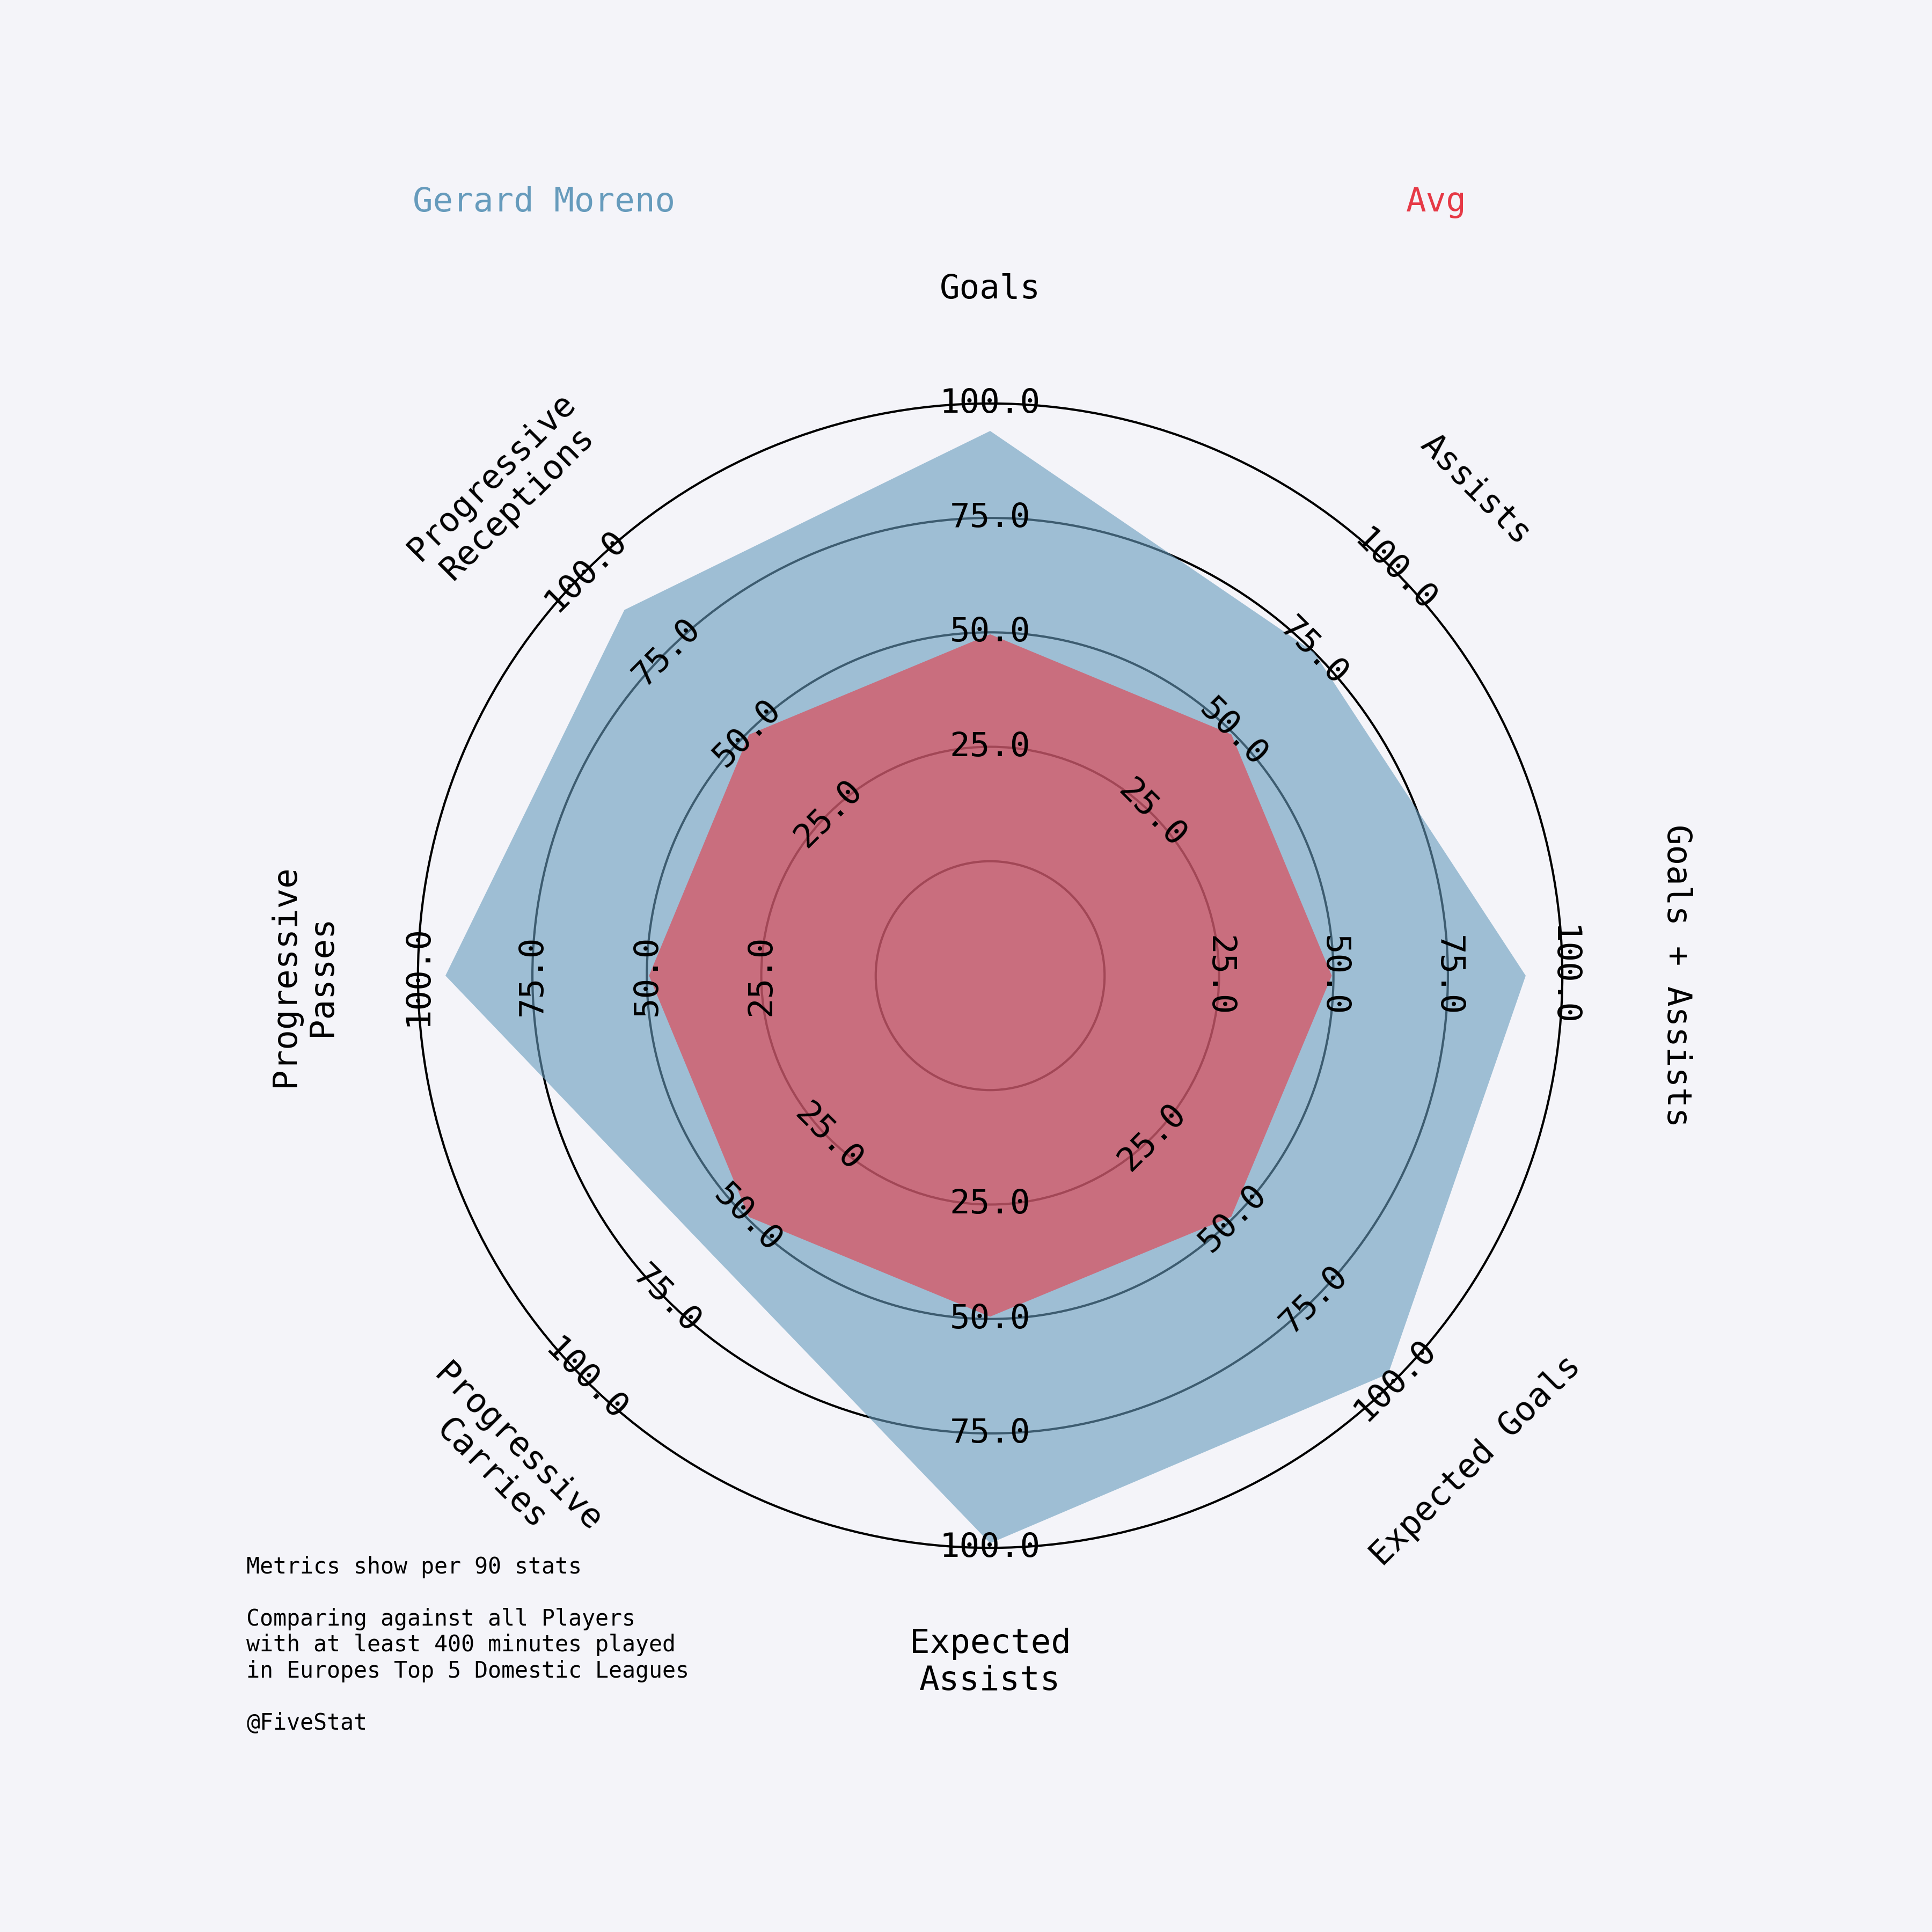 Gerard Moreno
Avg
Goals
Assists
Goals + Assists
Expected Goals
Expected
Assists
Progressive
Carries
Progressive
Passes
Progressive
Receptions
25.0
50.0
75.0
100.0
25.0
50.0
75.0
100.0
25.0
50.0
75.0
100.0
25.0
50.0
75.0
100.0
25.0
50.0
75.0
100.0
25.0
50.0
75.0
100.0
25.0
50.0
75.0
100.0
25.0
50.0
75.0
100.0
Metrics show per 90 stats
Comparing against all Players
with at least 400 minutes played
in Europes Top 5 Domestic Leagues
@FiveStat